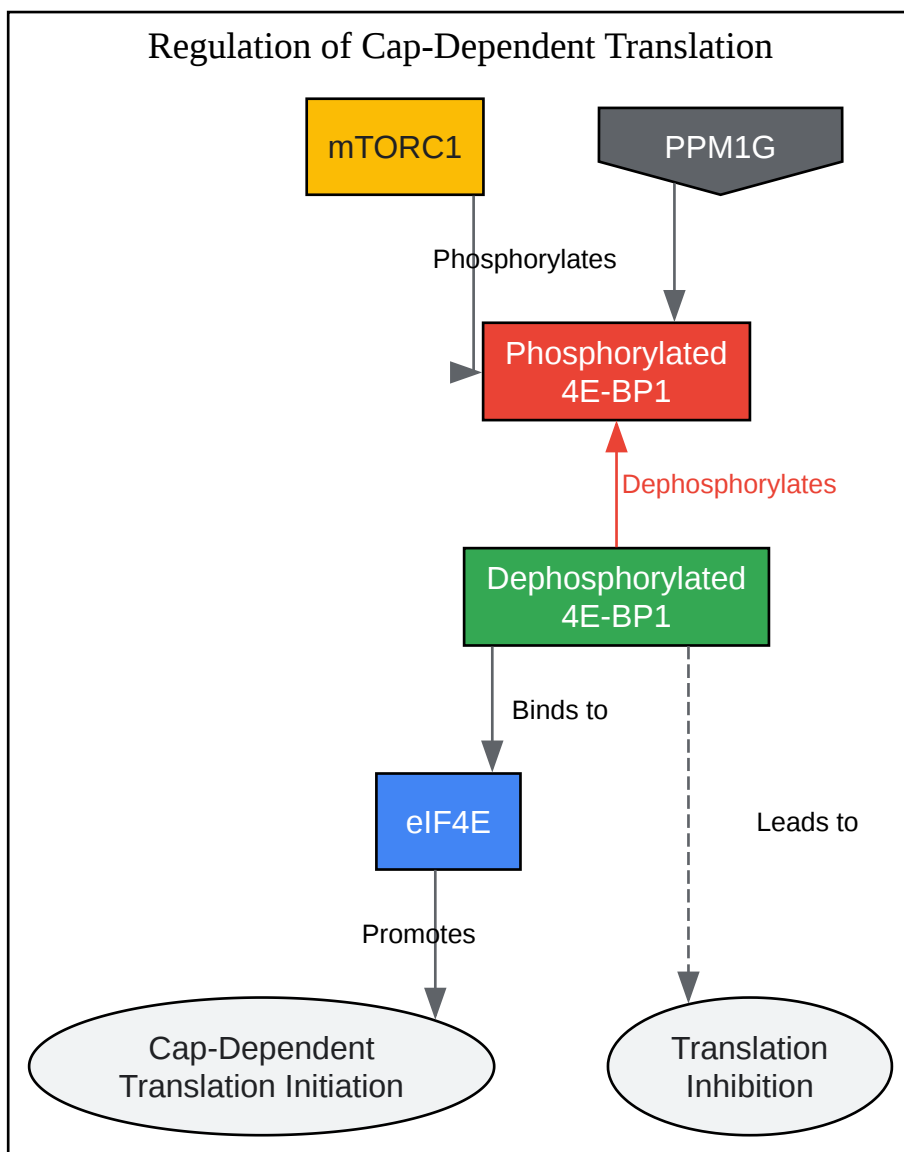 Regulation of Cap-Dependent Translation
mTORC1
PPM1G
Phosphorylates
Phosphorylated
4E-BP1
Dephosphorylates
Dephosphorylated
4E-BP1
Binds to
eIF4E
Leads to
Promotes
Cap-Dependent
Translation Initiation
Translation
Inhibition